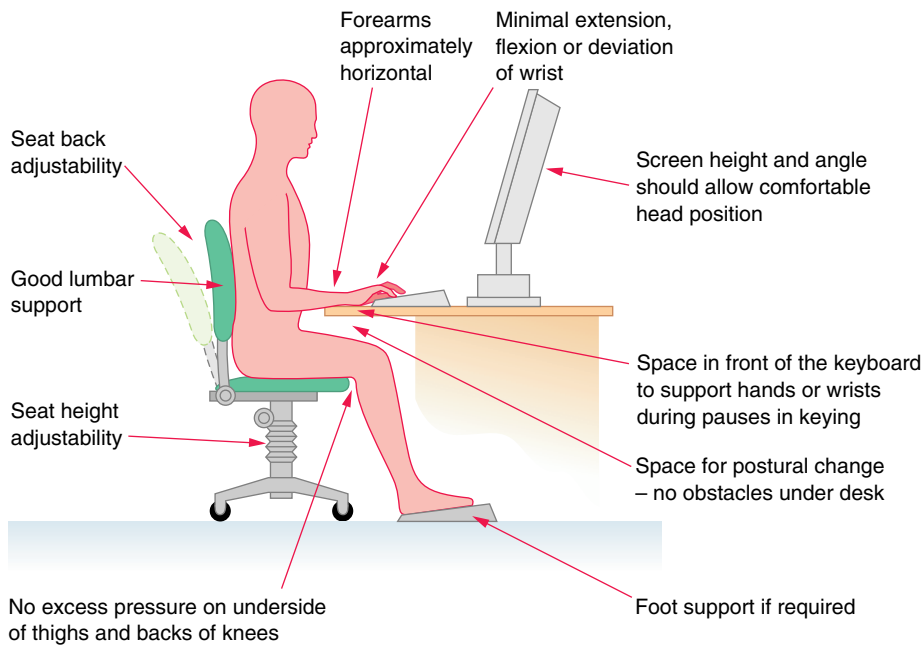 Forearms
approximately
horizontal
Minimal extension,
flexion or deviation
of wrist
Seat back
adjustability
Screen height and angle
should allow comfortable
head position
Good lumbar
support
Space in front of the keyboard
to support hands or wrists
during pauses in keying
Seat height
adjustability
Space for postural change
– no obstacles under desk
No excess pressure on underside
of thighs and backs of knees
Foot support if required